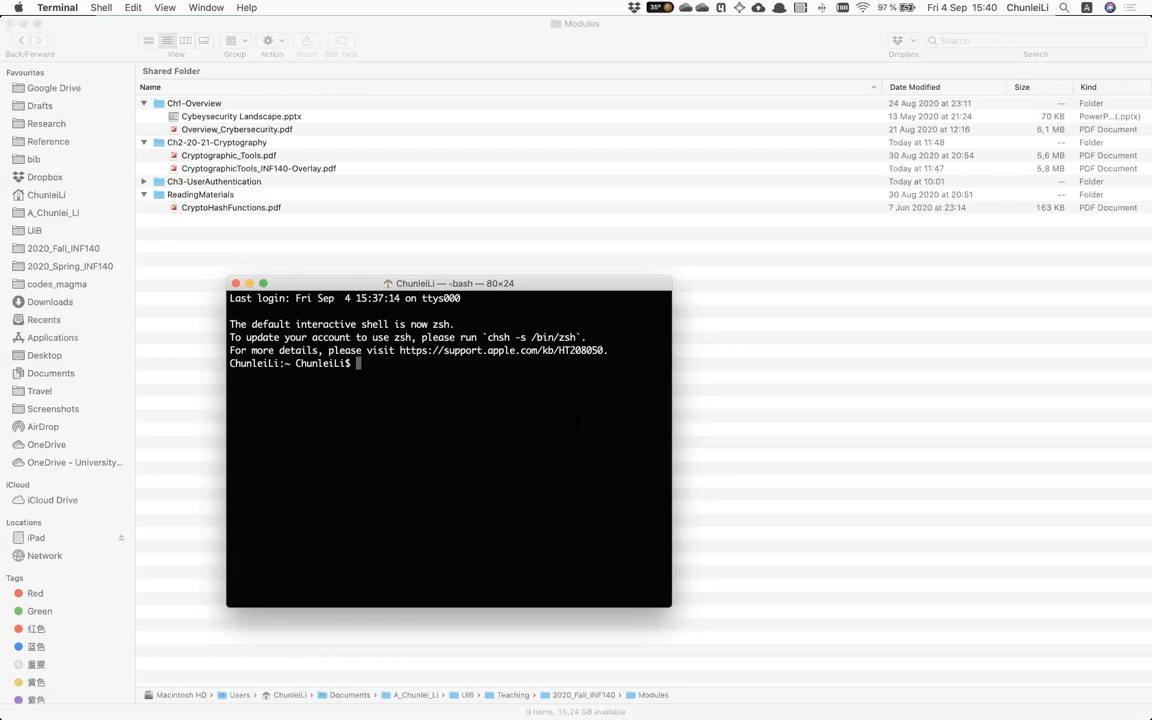 Terminal Shell Edit View Window Help 35° 97 % Fri 4 Sep 15:40 ChunleiLi A
Modules
Back/Forward View Group Action Share Edit Tags Dropbox Search
Search
Favourites
Google Drive
Drafts
Research
Reference
bib
Dropbox
ChunleiLi
A_Chunlei_Li
UiB
2020_Fall_INF140
2020_Spring_INF140
codes_magma
Downloads
Recents
Applications
Desktop
Documents
Travel
Screenshots
AirDrop
OneDrive
OneDrive – University...
iCloud
iCloud Drive
Locations
iPad
Network
Tags
Red
Green
红色
蓝色
重要
黄色
紫色
Shared Folder
Name Date Modified Size Kind
Ch1-Overview 24 Aug 2020 at 23:11 -- Folder
Cybeysecurity Landscape.pptx 13 May 2020 at 21:24 70 KB PowerP...(.pptx)
Overview_Crybersecurity.pdf 21 Aug 2020 at 12:16 6,1 MB PDF Document
Ch2-20-21-Cryptography Today at 11:48 -- Folder
Cryptographic_Tools.pdf 30 Aug 2020 at 20:54 5,6 MB PDF Document
CryptographicTools_INF140-Overlay.pdf Today at 11:47 5,8 MB PDF Document
Ch3-UserAuthentication Today at 10:01 -- Folder
ReadingMaterials 30 Aug 2020 at 20:51 -- Folder
CryptoHashFunctions.pdf 7 Jun 2020 at 23:14 163 KB PDF Document
ChunleiLi — -bash — 80×24
Last login: Fri Sep  4 15:37:14 on ttys000
The default interactive shell is now zsh.
To update your account to use zsh, please run `chsh -s /bin/zsh`.
For more details, please visit https://support.apple.com/kb/HT208050.
ChunleiLi:~ ChunleiLi$
Macintosh HD › Users › ChunleiLi › Documents › A_Chunlei_Li › UiB › Teaching › 2020_Fall_INF140 › Modules
9 items, 16,24 GB available